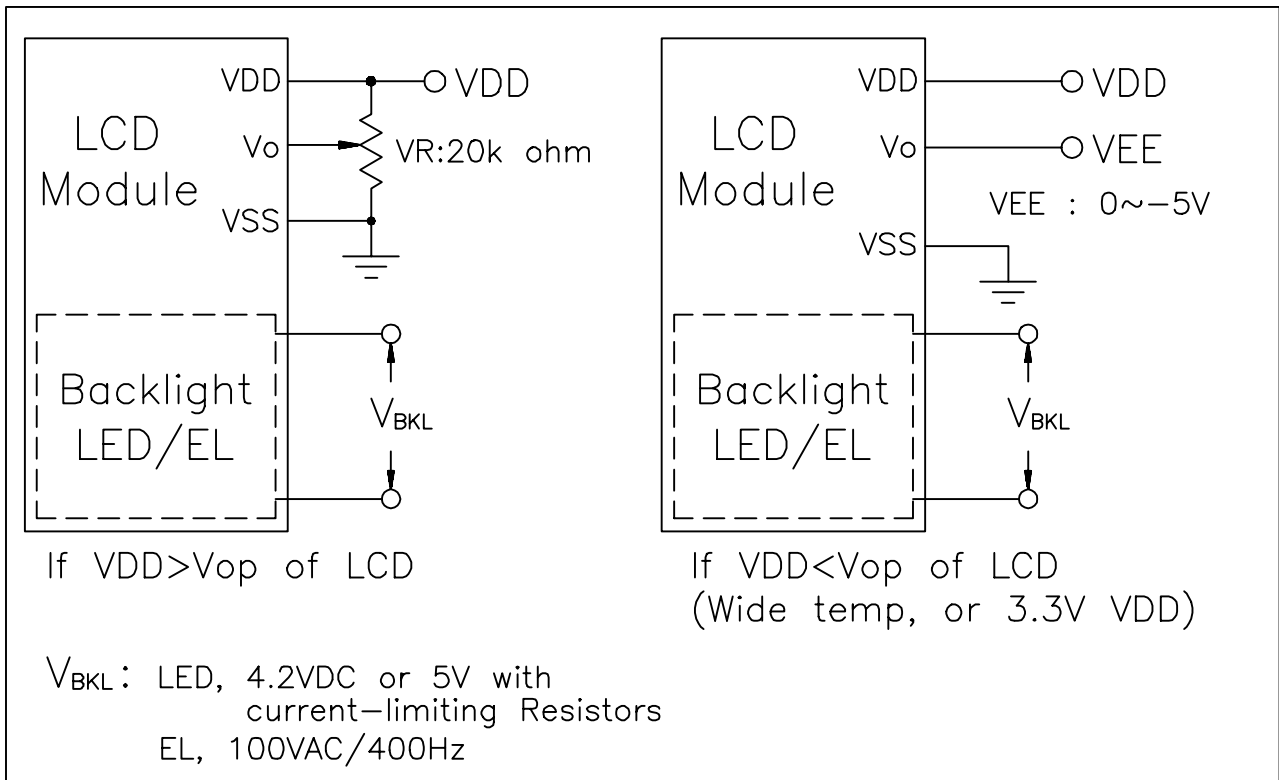 VDD
VDD
LCD
Module
Vo
VR:20k ohm
VSS
Backlight
LED/EL
VBKL
If VDD>Vop of LCD
VDD
VDD
LCD
Module
Vo
VEE
VEE : 0~-5V
VSS
Backlight
LED/EL
VBKL
If VDD<Vop of LCD
(Wide temp, or 3.3V VDD)
VBKL: LED, 4.2VDC or 5V with
current-limiting Resistors
EL, 100VAC/400Hz